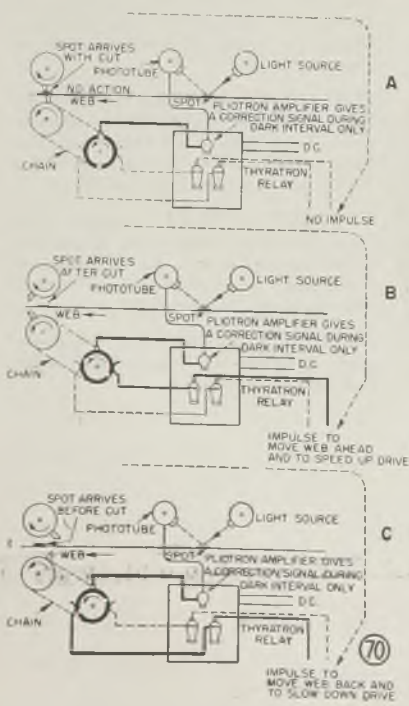 SPOT ARRIVES
WITH CUT
PHOTOTUBE
LIGHT SOURCE
A
NO ACTION
WEB
SPOT
PLIOTRON AMPLIFIER GIVES
A CORRECTION SIGNAL DURING
DARK INTERVAL ONLY
D.C.
CHAIN
THYRATRON
RELAY
NO IMPULSE
SPOT ARRIVES
AFTER CUT
PHOTOTUBE
LIGHT SOURCE
B
WEB
SPOT
PLIOTRON AMPLIFIER GIVES
A CORRECTION SIGNAL DURING
DARK INTERVAL ONLY
D.C.
CHAIN
THYRATRON
RELAY
IMPULSE TO
MOVE WEB AHEAD
AND TO SPEED UP DRIVE
SPOT ARRIVES
BEFORE CUT
PHOTOTUBE
LIGHT SOURCE
C
WEB
SPOT
PLIOTRON AMPLIFIER GIVES
A CORRECTION SIGNAL DURING
DARK INTERVAL ONLY
D.C.
CHAIN
THYRATRON
RELAY
70
IMPULSE TO
MOVE WEB BACK AND
TO SLOW DOWN DRIVE